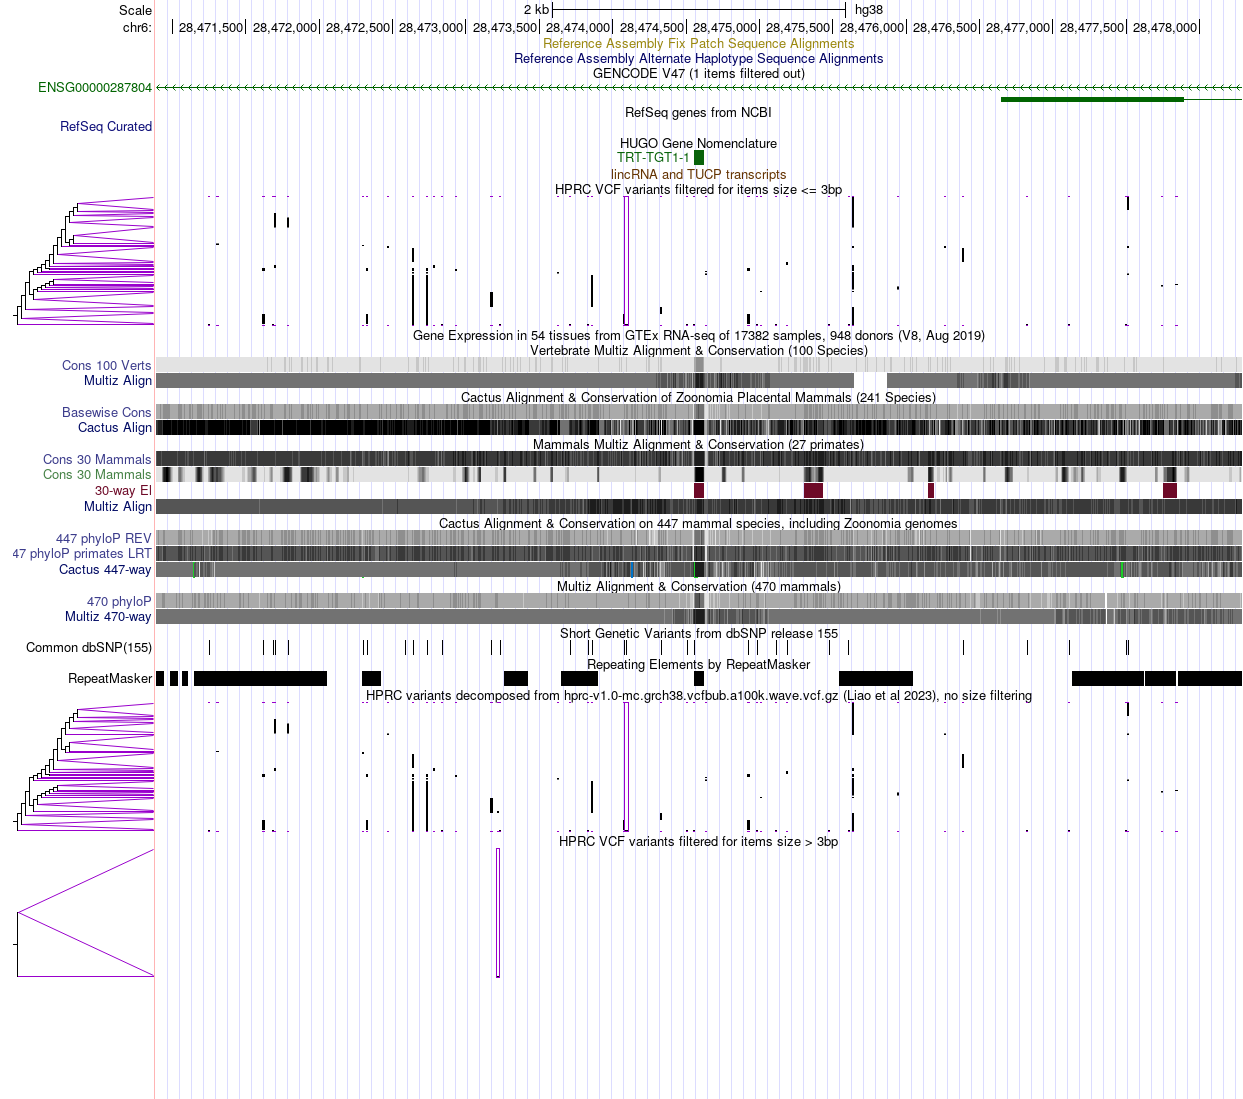 Scale 2 kb hg38
chr6: 28,471,500 28,472,000 28,472,500 28,473,000 28,473,500 28,474,000 28,474,500 28,475,000 28,475,500 28,476,000 28,476,500 28,477,000 28,477,500 28,478,000
Reference Assembly Fix Patch Sequence Alignments
Reference Assembly Alternate Haplotype Sequence Alignments
GENCODE V47 (1 items filtered out)
ENSG00000287804
RefSeq genes from NCBI
RefSeq Curated
HUGO Gene Nomenclature
TRT-TGT1-1
lincRNA and TUCP transcripts
HPRC VCF variants filtered for items size <= 3bp
Gene Expression in 54 tissues from GTEx RNA-seq of 17382 samples, 948 donors (V8, Aug 2019)
Vertebrate Multiz Alignment & Conservation (100 Species)
Cons 100 Verts
Multiz Align
Cactus Alignment & Conservation of Zoonomia Placental Mammals (241 Species)
Basewise Cons
Cactus Align
Mammals Multiz Alignment & Conservation (27 primates)
Cons 30 Mammals
Cons 30 Mammals
30-way El
Multiz Align
Cactus Alignment & Conservation on 447 mammal species, including Zoonomia genomes
447 phyloP REV
47 phyloP primates LRT
Cactus 447-way
Multiz Alignment & Conservation (470 mammals)
470 phyloP
Multiz 470-way
Short Genetic Variants from dbSNP release 155
Common dbSNP(155)
Repeating Elements by RepeatMasker
RepeatMasker
HPRC variants decomposed from hprc-v1.0-mc.grch38.vcfbub.a100k.wave.vcf.gz (Liao et al 2023), no size filtering
HPRC VCF variants filtered for items size > 3bp